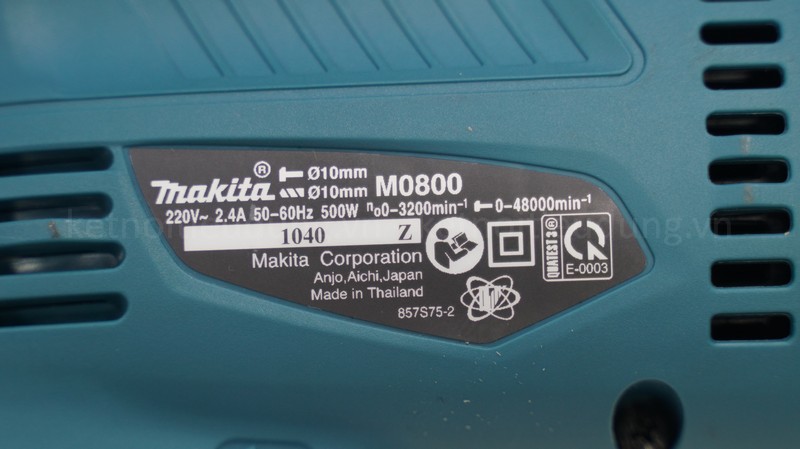 makita® Ø10mm
Ø10mm M0800
220V~ 2.4A 50-60Hz 500W n₀0-3200min⁻¹ 0-48000min⁻¹
1040 Z
Makita Corporation
Anjo,Aichi,Japan
Made in Thailand
857S75-2
QUATEST 3®
E-0003